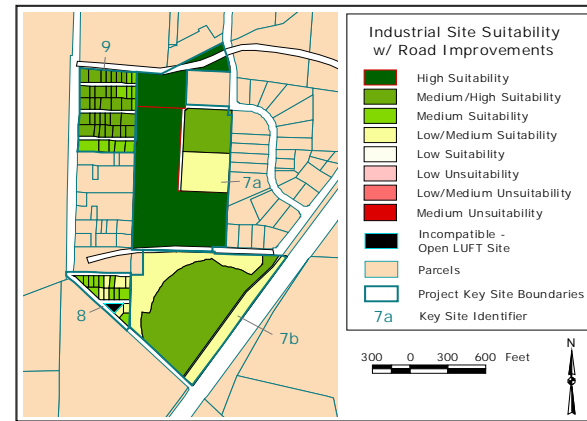 9
7a
8
7b
Industrial Site Suitability
w/ Road Improvements
High Suitability
Medium/High Suitability
Medium Suitability
Low/Medium Suitability
Low Suitability
Low Unsuitability
Low/Medium Unsuitability
Medium Unsuitability
Incompatible -
Open LUFT Site
Parcels
Project Key Site Boundaries
7a Key Site Identifier
300 0 300 600 Feet
N